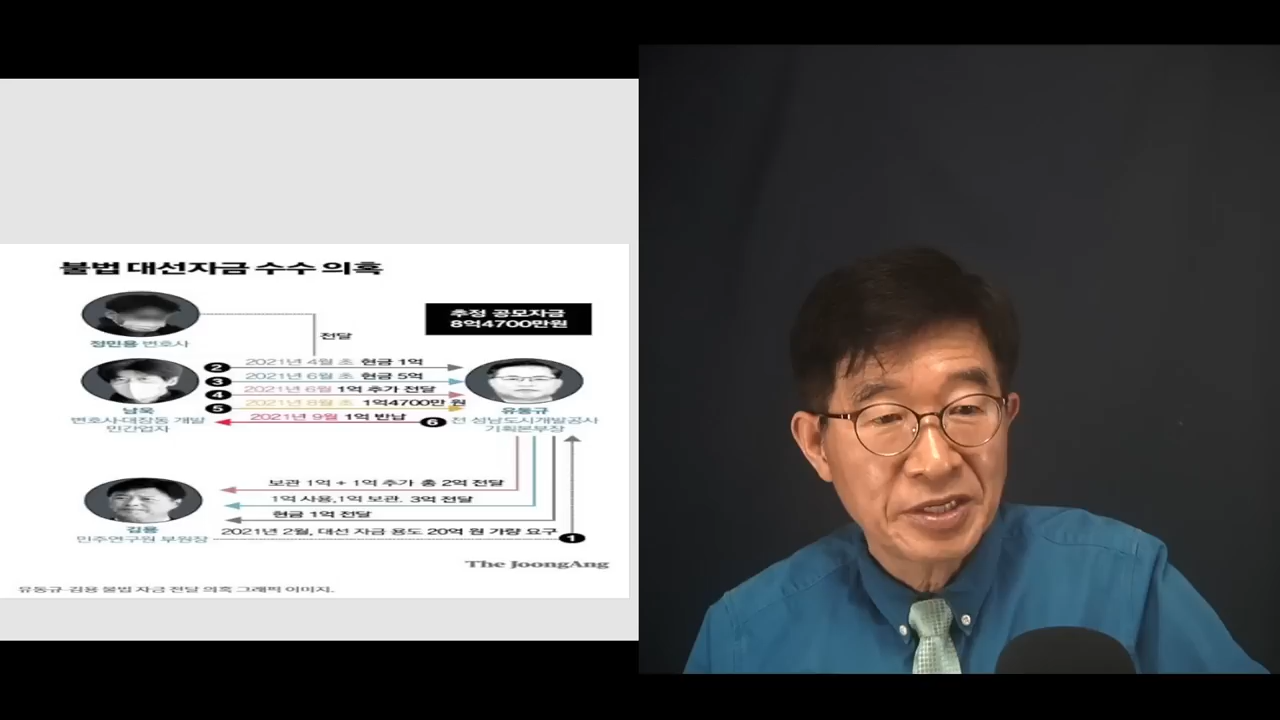 불법 대선자금 수수 의혹
추정 공모자금
8억4700만원
정민용 변호사
전달
2 2021년 4월 초 현금 1억
3 2021년 6월 초 현금 5억
4 2021년 6월 1억 추가 전달
5 2021년 8월 초 1억4700만 원
2021년 9월 1억 반납 6
남욱
변호사·대장동 개발
민간업자
유동규
전 성남도시개발공사
기획본부장
보관 1억 + 1억 추가 총 2억 전달
1억 사용,1억 보관. 3억 전달
현금 1억 전달
2021년 2월, 대선 자금 용도 20억 원 가량 요구 1
김용
민주연구원 부원장
The JoongAng
유동규·김용 불법 자금 전달 의혹 그래픽 이미지.